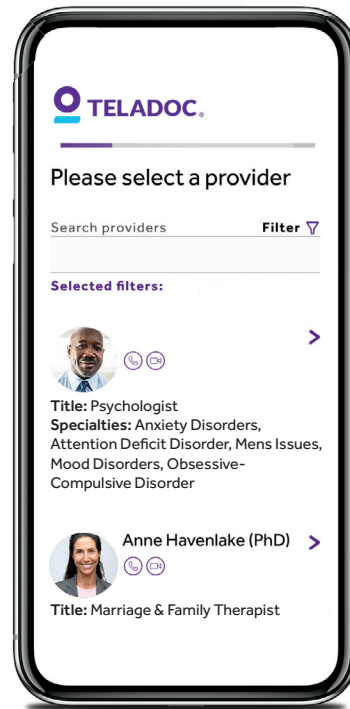 TELADOC®
Please select a provider
Search providers
Filter
Selected filters:
Title: Psychologist
Specialties: Anxiety Disorders,
Attention Deficit Disorder, Mens Issues,
Mood Disorders, Obsessive-
Compulsive Disorder
Anne Havenlake (PhD)
Title: Marriage & Family Therapist